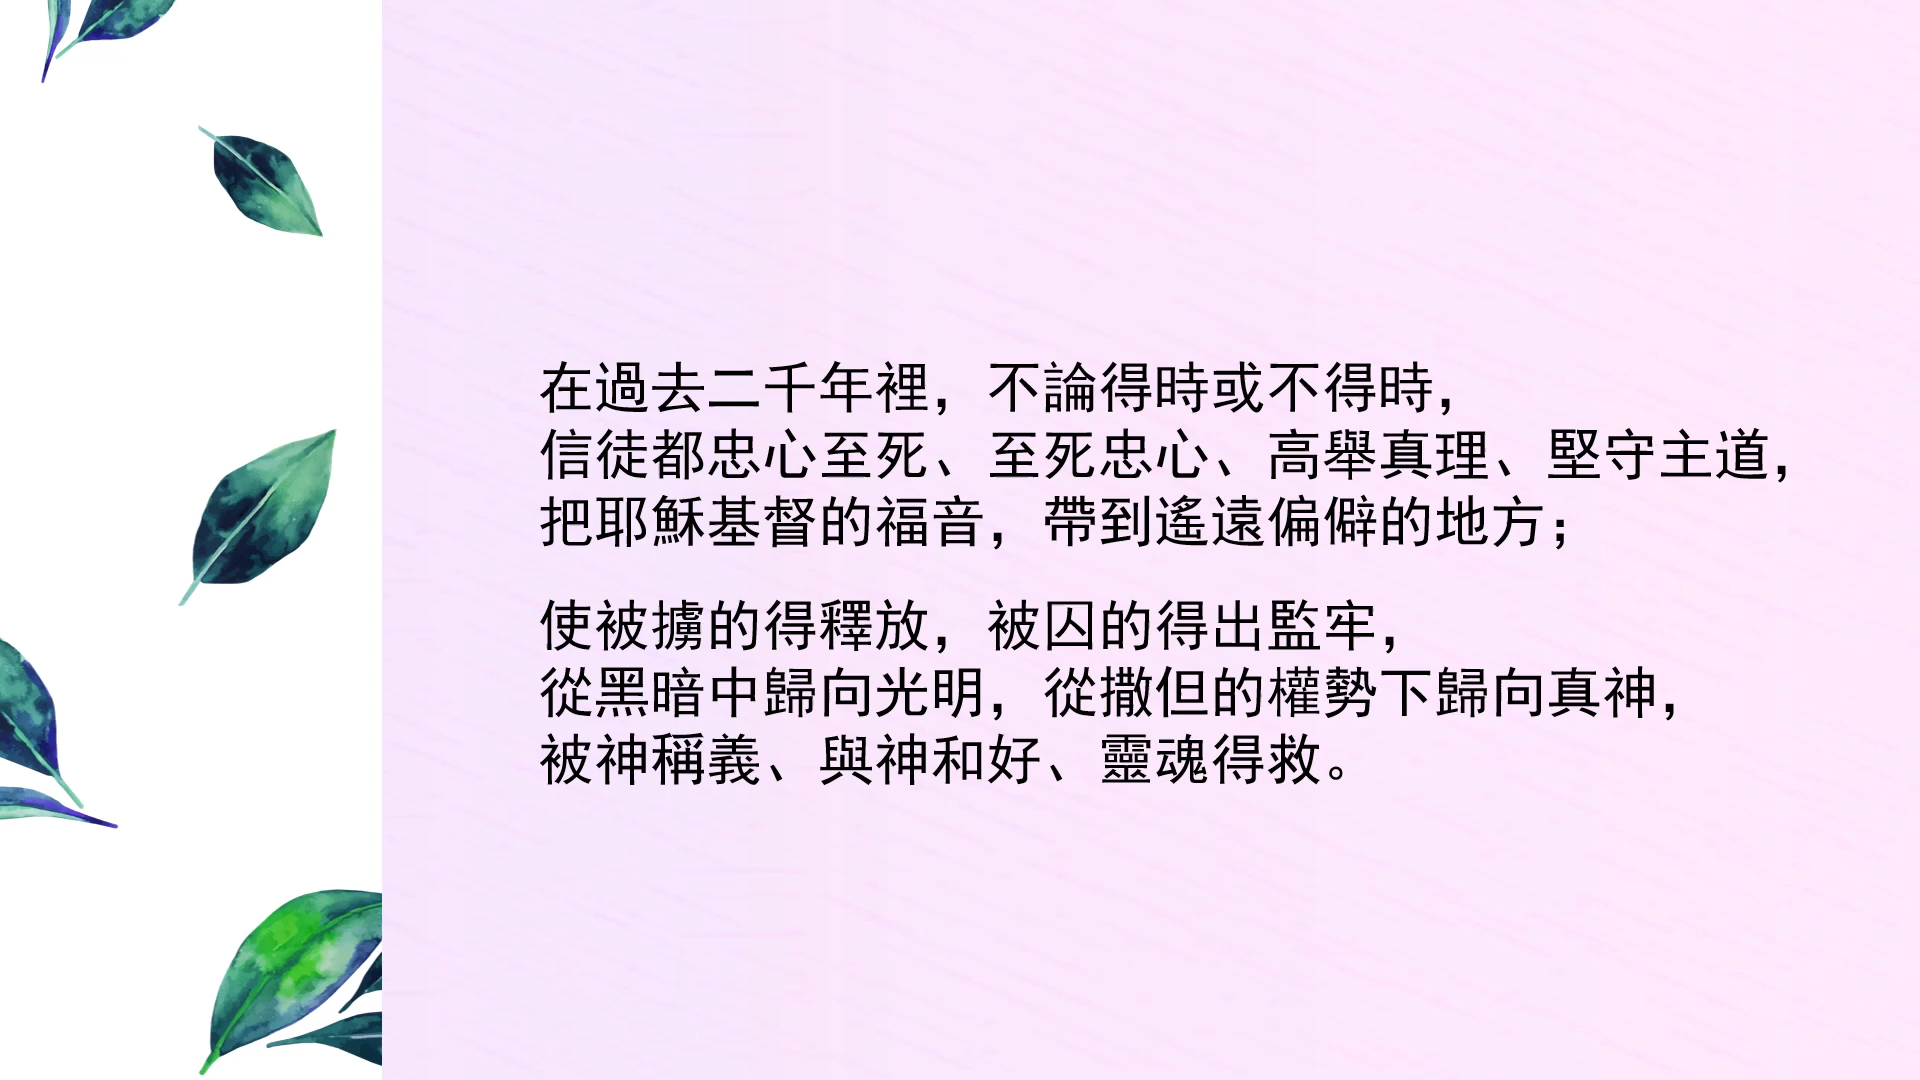 在過去二千年裡，不論得時或不得時，
信徒都忠心至死、至死忠心、高舉真理、堅守主道，
把耶穌基督的福音，帶到遙遠偏僻的地方；
使被擄的得釋放，被囚的得出監牢，
從黑暗中歸向光明，從撒但的權勢下歸向真神，
被神稱義、與神和好、靈魂得救。